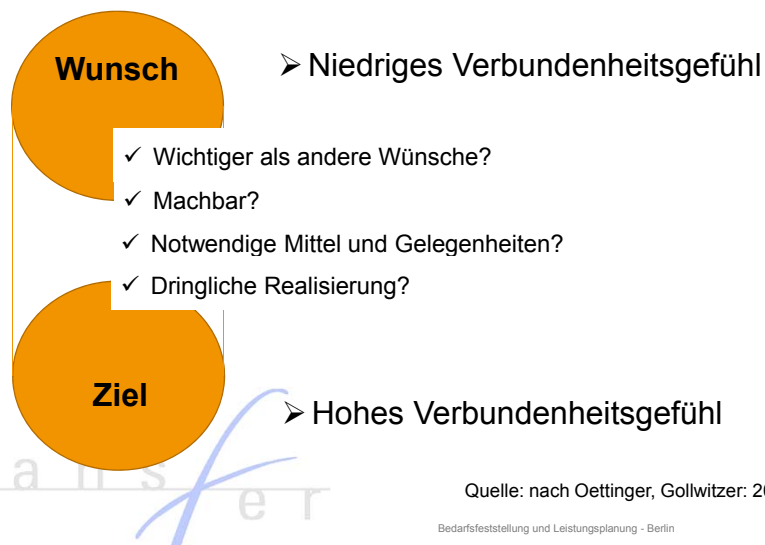 Wunsch
➢ Niedriges Verbundenheitsgefühl
✓ Wichtiger als andere Wünsche?
✓ Machbar?
✓ Notwendige Mittel und Gelegenheiten?
✓ Dringliche Realisierung?
Ziel
➢ Hohes Verbundenheitsgefühl
a n s f e r
Quelle: nach Oettinger, Gollwitzer:
Bedarfsfeststellung und Leistungsplanung - Berlin